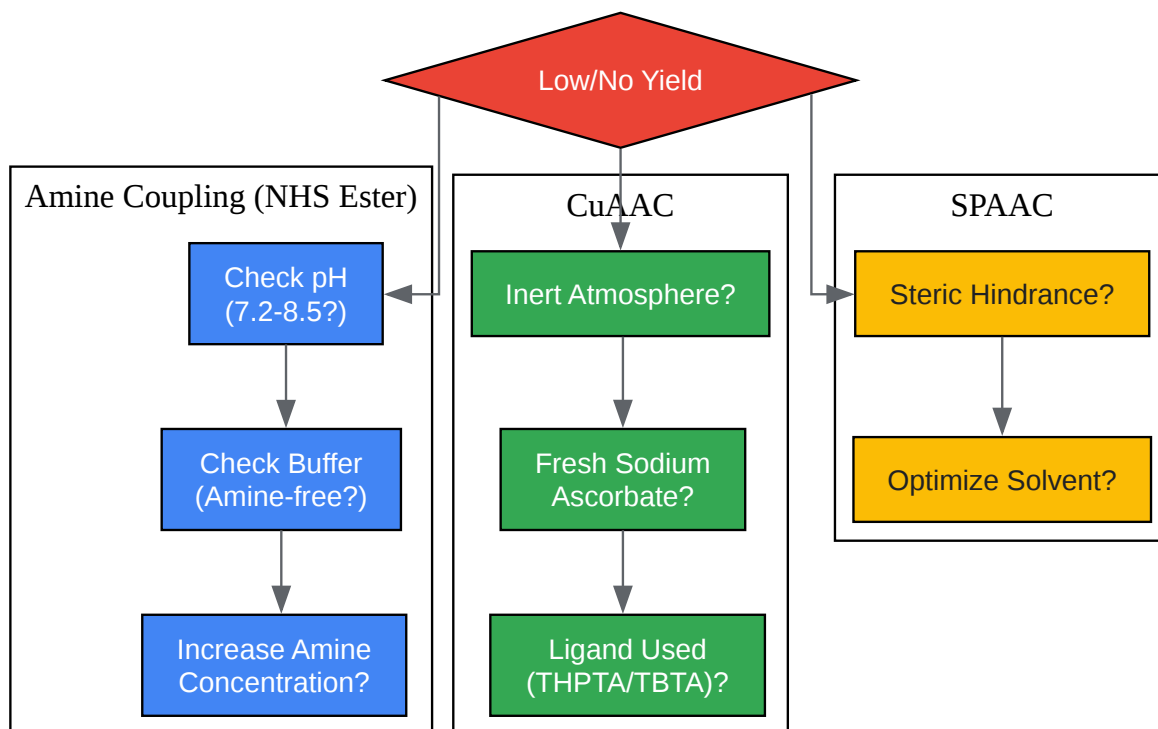 Low/No Yield
Amine Coupling (NHS Ester)
Check pH
(7.2-8.5?)
Check Buffer
(Amine-free?)
Increase Amine
Concentration?
CuAAC
Inert Atmosphere?
Fresh Sodium
Ascorbate?
Ligand Used
(THPTA/TBTA)?
SPAAC
Steric Hindrance?
Optimize Solvent?